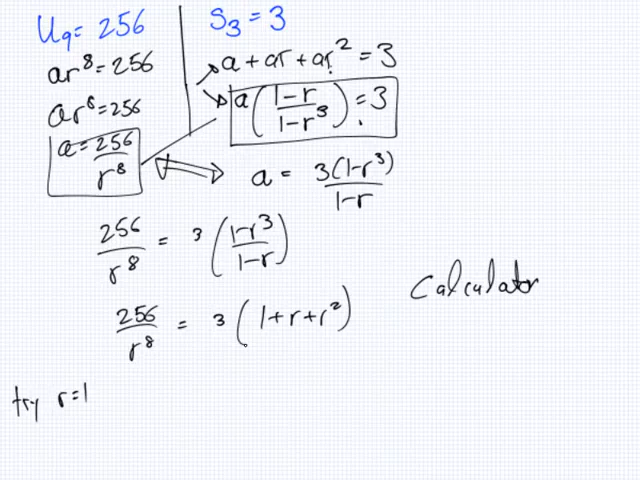 U9 = 256
ar^8 = 256
ar^8 = 256
a = 256/r^8
S3 = 3
a + ar + ar^2 = 3
a((1-r)/(1-r^3)) = 3
a = 3(1-r^3)/(1-r)
256/r^8 = 3((1-r^3)/(1-r))
256/r^8 = 3(1+r+r^2)
Calculator
try r=1